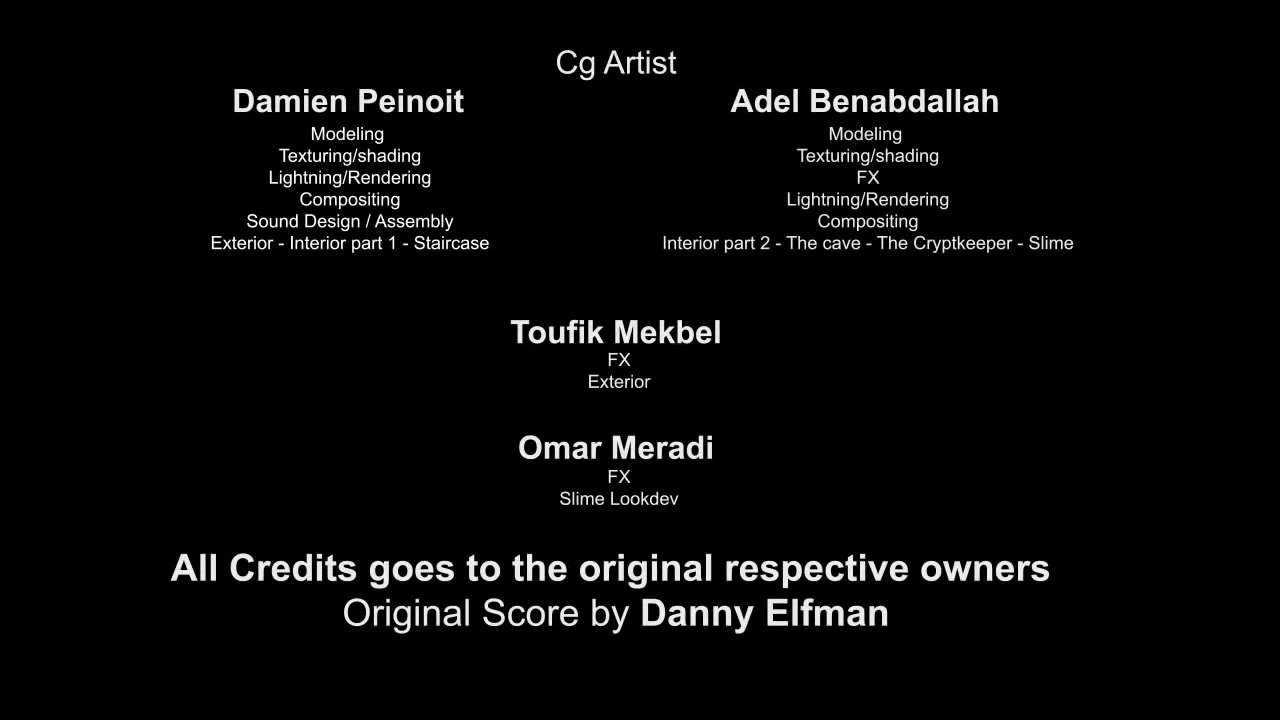 Cg Artist
Damien Peinoit
Modeling
Texturing/shading
Lightning/Rendering
Compositing
Sound Design / Assembly
Exterior - Interior part 1 - Staircase
Adel Benabdallah
Modeling
Texturing/shading
FX
Lightning/Rendering
Compositing
Interior part 2 - The cave - The Cryptkeeper - Slime
Toufik Mekbel
FX
Exterior
Omar Meradi
FX
Slime Lookdev
All Credits goes to the original respective owners
Original Score by Danny Elfman